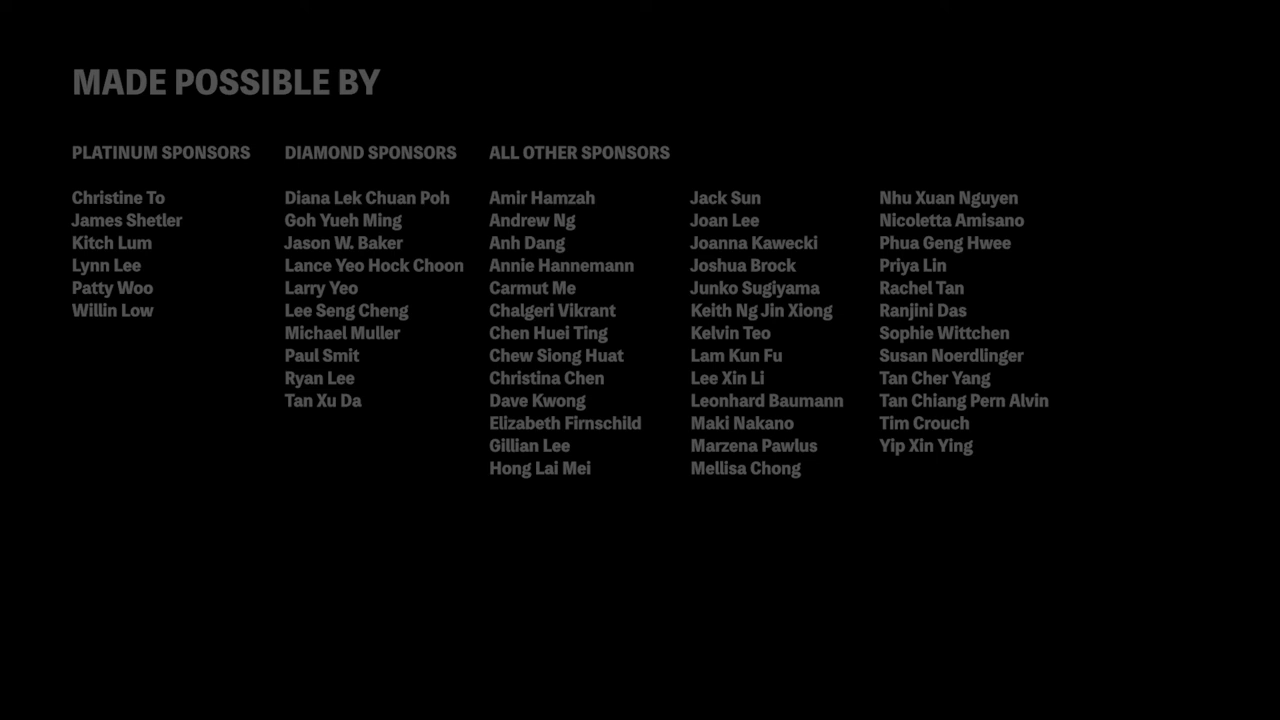 MADE POSSIBLE BY
PLATINUM SPONSORS
Christine To
James Shetler
Kitch Lum
Lynn Lee
Patty Woo
Willin Low
DIAMOND SPONSORS
Diana Lek Chuan Poh
Goh Yueh Ming
Jason W. Baker
Lance Yeo Hock Choon
Larry Yeo
Lee Seng Cheng
Michael Muller
Paul Smit
Ryan Lee
Tan Xu Da
ALL OTHER SPONSORS
Amir Hamzah
Andrew Ng
Anh Dang
Annie Hannemann
Carmut Me
Chalgeri Vikrant
Chen Huei Ting
Chew Siong Huat
Christina Chen
Dave Kwong
Elizabeth Firnschild
Gillian Lee
Hong Lai Mei
Jack Sun
Joan Lee
Joanna Kawecki
Joshua Brock
Junko Sugiyama
Keith Ng Jin Xiong
Kelvin Teo
Lam Kun Fu
Lee Xin Li
Leonhard Baumann
Maki Nakano
Marzena Pawlus
Mellisa Chong
Nhu Xuan Nguyen
Nicoletta Amisano
Phua Geng Hwee
Priya Lin
Rachel Tan
Ranjini Das
Sophie Wittchen
Susan Noerdlinger
Tan Cher Yang
Tan Chiang Pern Alvin
Tim Crouch
Yip Xin Ying